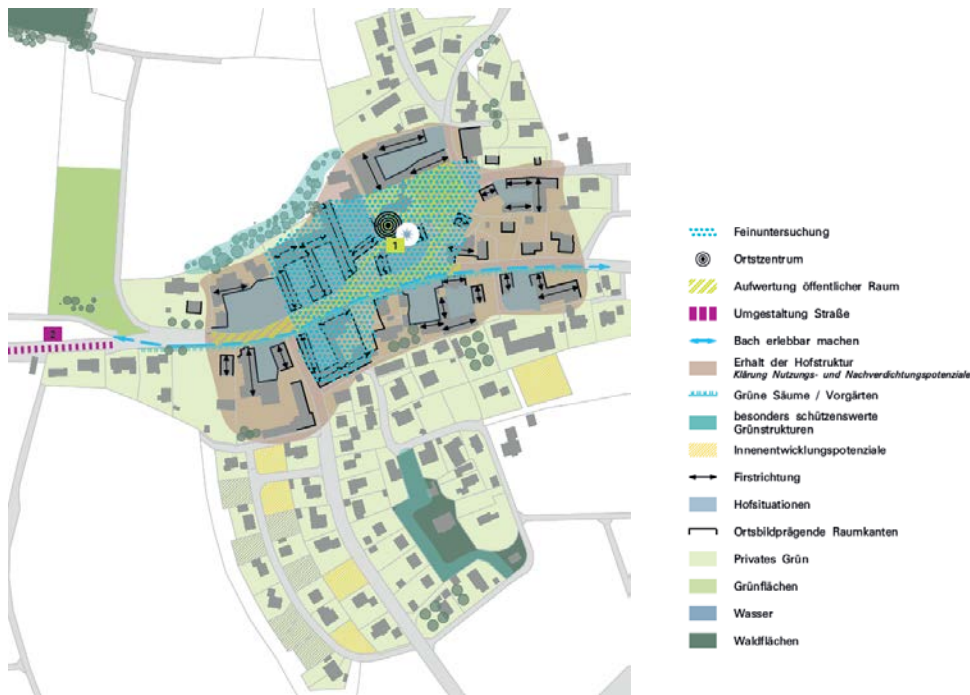 1
2
Feinuntersuchung
Ortszentrum
Aufwertung öffentlicher Raum
Umgestaltung Straße
Bach erlebbar machen
Erhalt der Hofstruktur
Klärung Nutzungs- und Nachverdichtungspotenziale
Grüne Säume / Vorgärten
besonders schützenswerte
Grünstrukturen
Innenentwicklungspotenziale
Firstrichtung
Hofsituationen
Ortsbildprägende Raumkanten
Privates Grün
Grünflächen
Wasser
Waldflächen